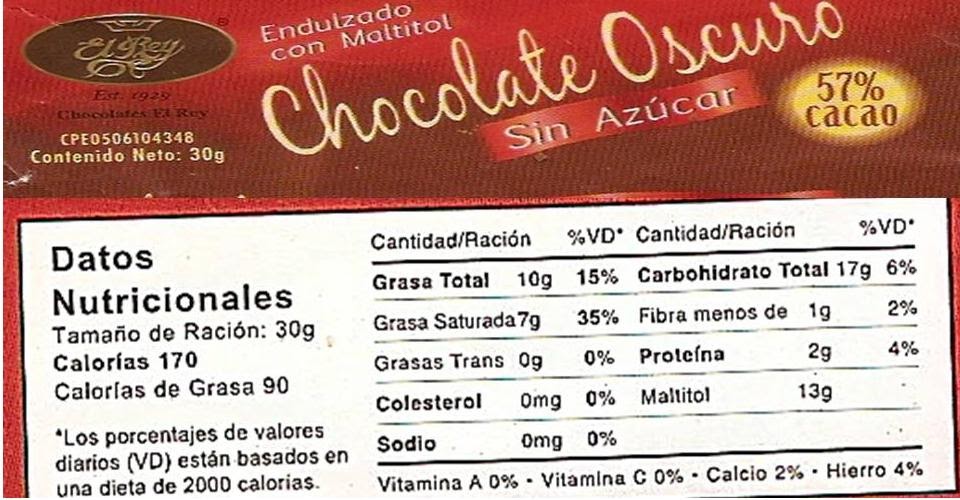 El Rey
®
Est. 1929
Chocolates El Rey
CPE0506104348
Contenido Neto: 30g
Endulzado
con Maltitol
Chocolate Oscuro
Sin Azúcar
57%
cacao
Datos
Nutricionales
Tamaño de Ración: 30g
Calorías 170
Calorías de Grasa 90
*Los porcentajes de valores
diarios (VD) están basados en
una dieta de 2000 calorias.
Cantidad/Ración %VD* Cantidad/Ración %VD*
Grasa Total 10g 15% Carbohidrato Total 17g 6%
Grasa Saturada7g 35% Fibra menos de 1g 2%
Grasas Trans 0g 0% Proteína 2g 4%
Colesterol 0mg 0% Maltitol 13g
Sodio 0mg 0%
Vitamina A 0% · Vitamina C 0% · Calcio 2% · Hierro 4%